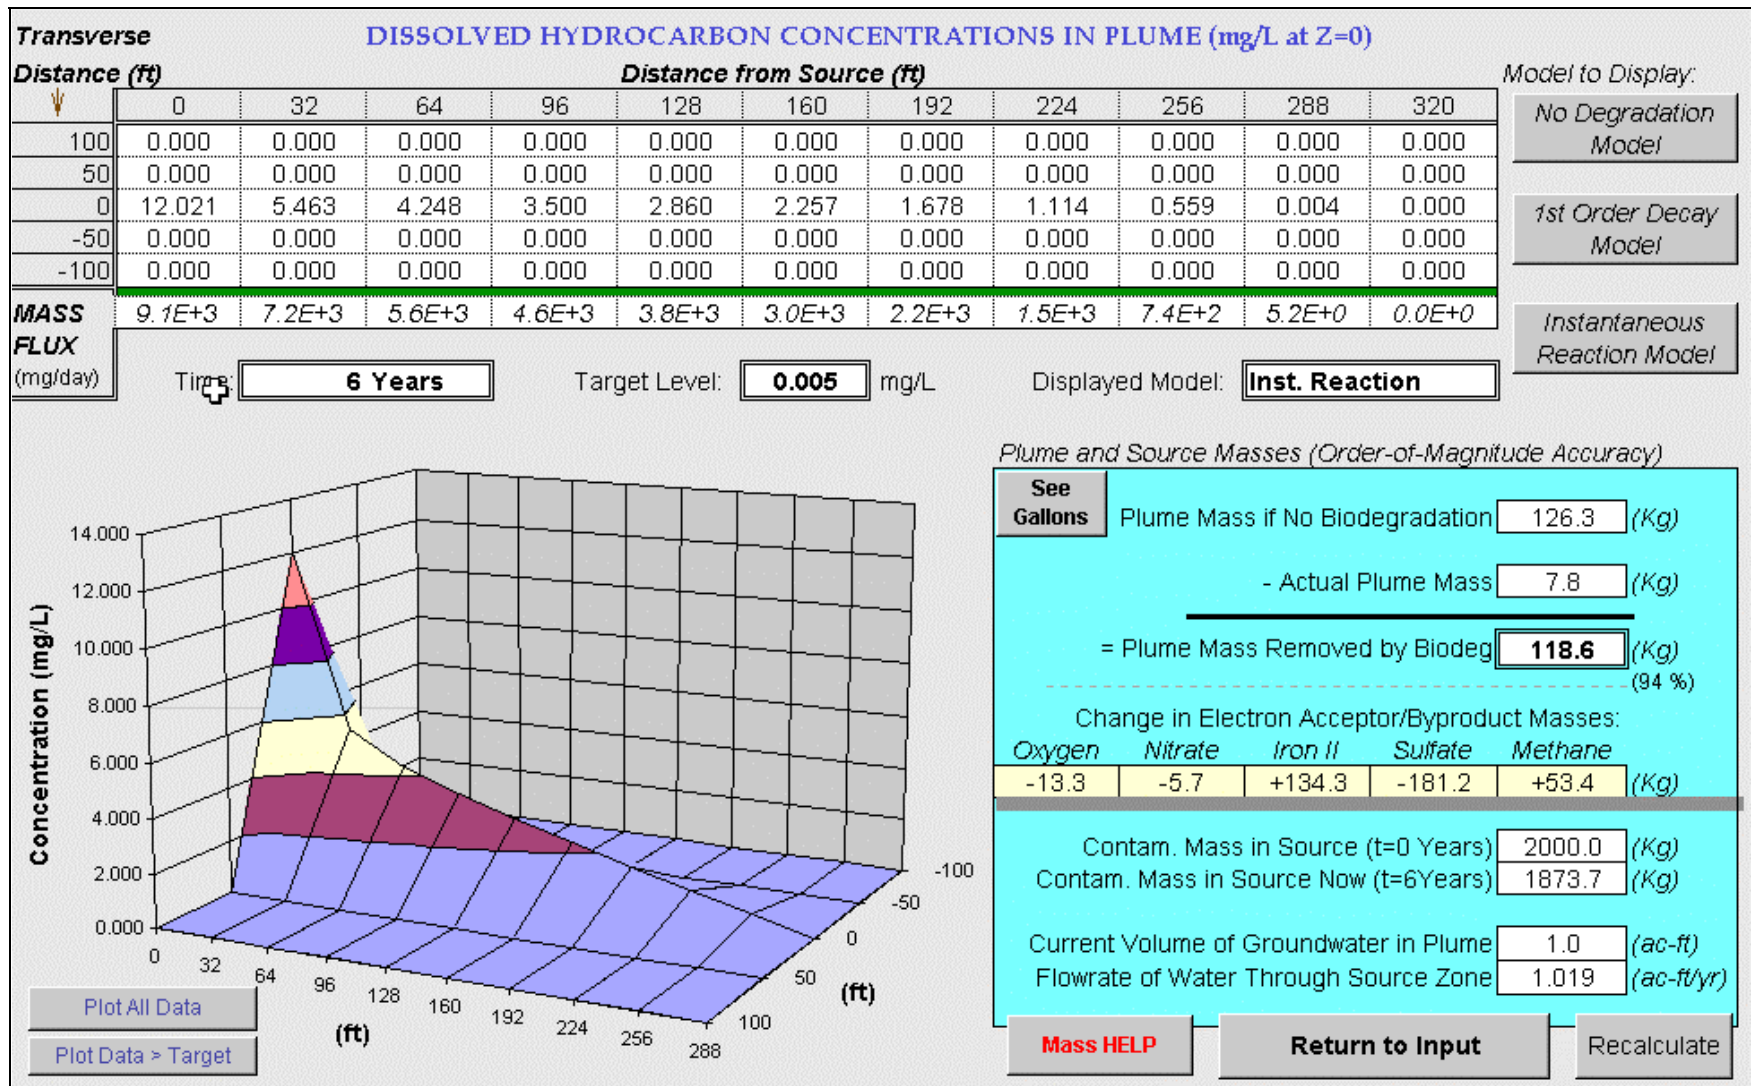 Transverse DISSOLVED HYDROCARBON CONCENTRATIONS IN PLUME (mg/L at Z=0)
Distance (ft) Distance from Source (ft) Model to Display:
0 32 64 96 128 160 192 224 256 288 320
100 0.000 0.000 0.000 0.000 0.000 0.000 0.000 0.000 0.000 0.000 0.000
50 0.000 0.000 0.000 0.000 0.000 0.000 0.000 0.000 0.000 0.000 0.000
0 12.021 5.463 4.248 3.500 2.860 2.257 1.678 1.114 0.559 0.004 0.000
-50 0.000 0.000 0.000 0.000 0.000 0.000 0.000 0.000 0.000 0.000 0.000
-100 0.000 0.000 0.000 0.000 0.000 0.000 0.000 0.000 0.000 0.000 0.000
MASS 9.1E+3 7.2E+3 5.6E+3 4.6E+3 3.8E+3 3.0E+3 2.2E+3 1.5E+3 7.4E+2 5.2E+0 0.0E+0
FLUX
(mg/day)
No Degradation
Model
1st Order Decay
Model
Instantaneous
Reaction Model
Time: 6 Years Target Level: 0.005 mg/L Displayed Model: Inst. Reaction
Concentration (mg/L)
14.000
12.000
10.000
8.000
6.000
4.000
2.000
0.000
0
32
64
96
128
160
192
224
256
288
(ft)
-100
-50
0
50
100
(ft)
Plot All Data
Plot Data > Target
Plume and Source Masses (Order-of-Magnitude Accuracy)
See
Gallons
Plume Mass if No Biodegradation 126.3 (Kg)
- Actual Plume Mass 7.8 (Kg)
= Plume Mass Removed by Biodeg 118.6 (Kg)
(94 %)
Change in Electron Acceptor/Byproduct Masses:
Oxygen Nitrate Iron II Sulfate Methane
-13.3 -5.7 +134.3 -181.2 +53.4 (Kg)
Contam. Mass in Source (t=0 Years) 2000.0 (Kg)
Contam. Mass in Source Now (t=6Years) 1873.7 (Kg)
Current Volume of Groundwater in Plume 1.0 (ac-ft)
Flowrate of Water Through Source Zone 1.019 (ac-ft/yr)
Mass HELP Return to Input Recalculate